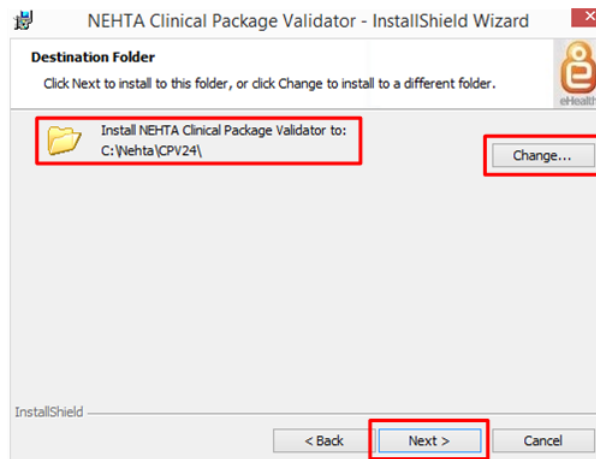 NEHTA Clinical Package Validator - InstallShield Wizard
Destination Folder
Click Next to install to this folder, or click Change to install to a different folder.
eHealth
Install NEHTA Clinical Package Validator to:
C:\Nehta\CPV24\
Change...
InstallShield
< Back
Next >
Cancel